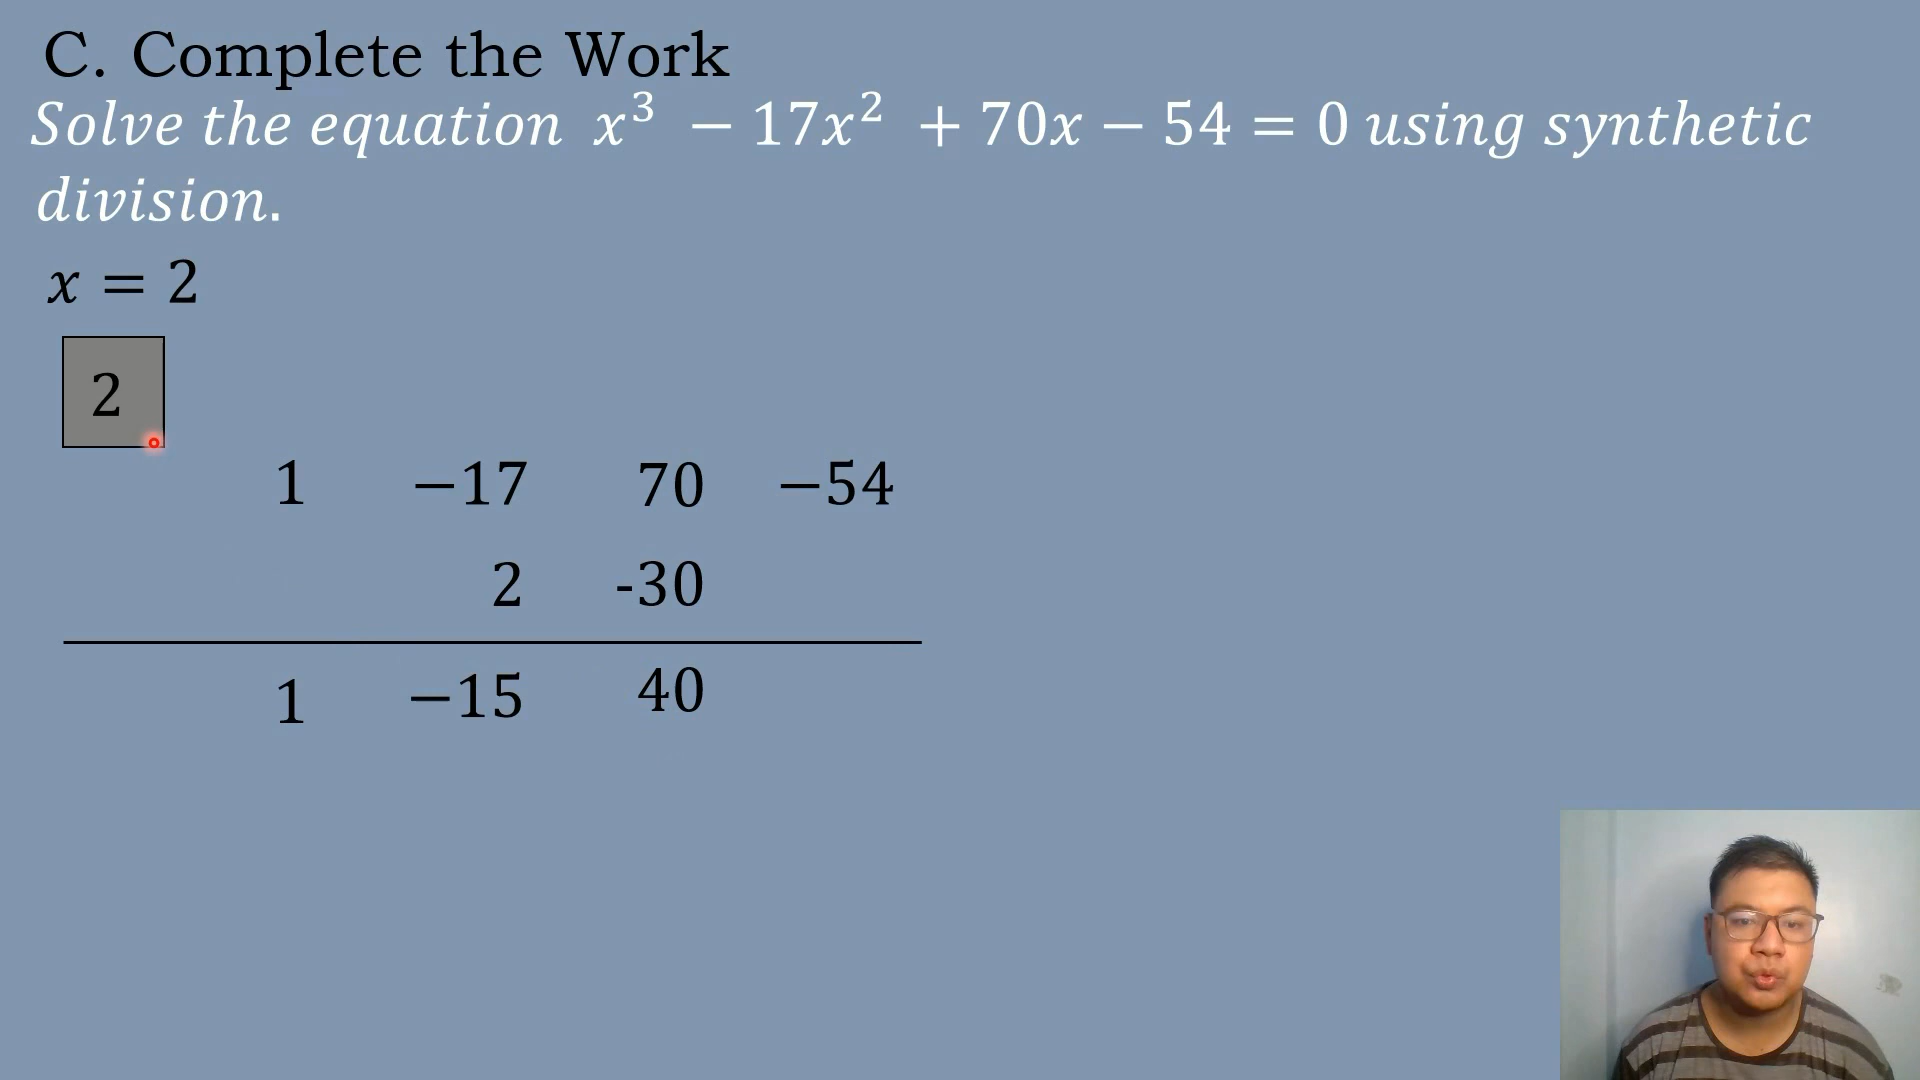 C. Complete the Work
Solve the equation x³ − 17x² + 70x − 54 = 0 using synthetic
division.
x = 2
2
1 −17 70 −54
2 -30
1 −15 40